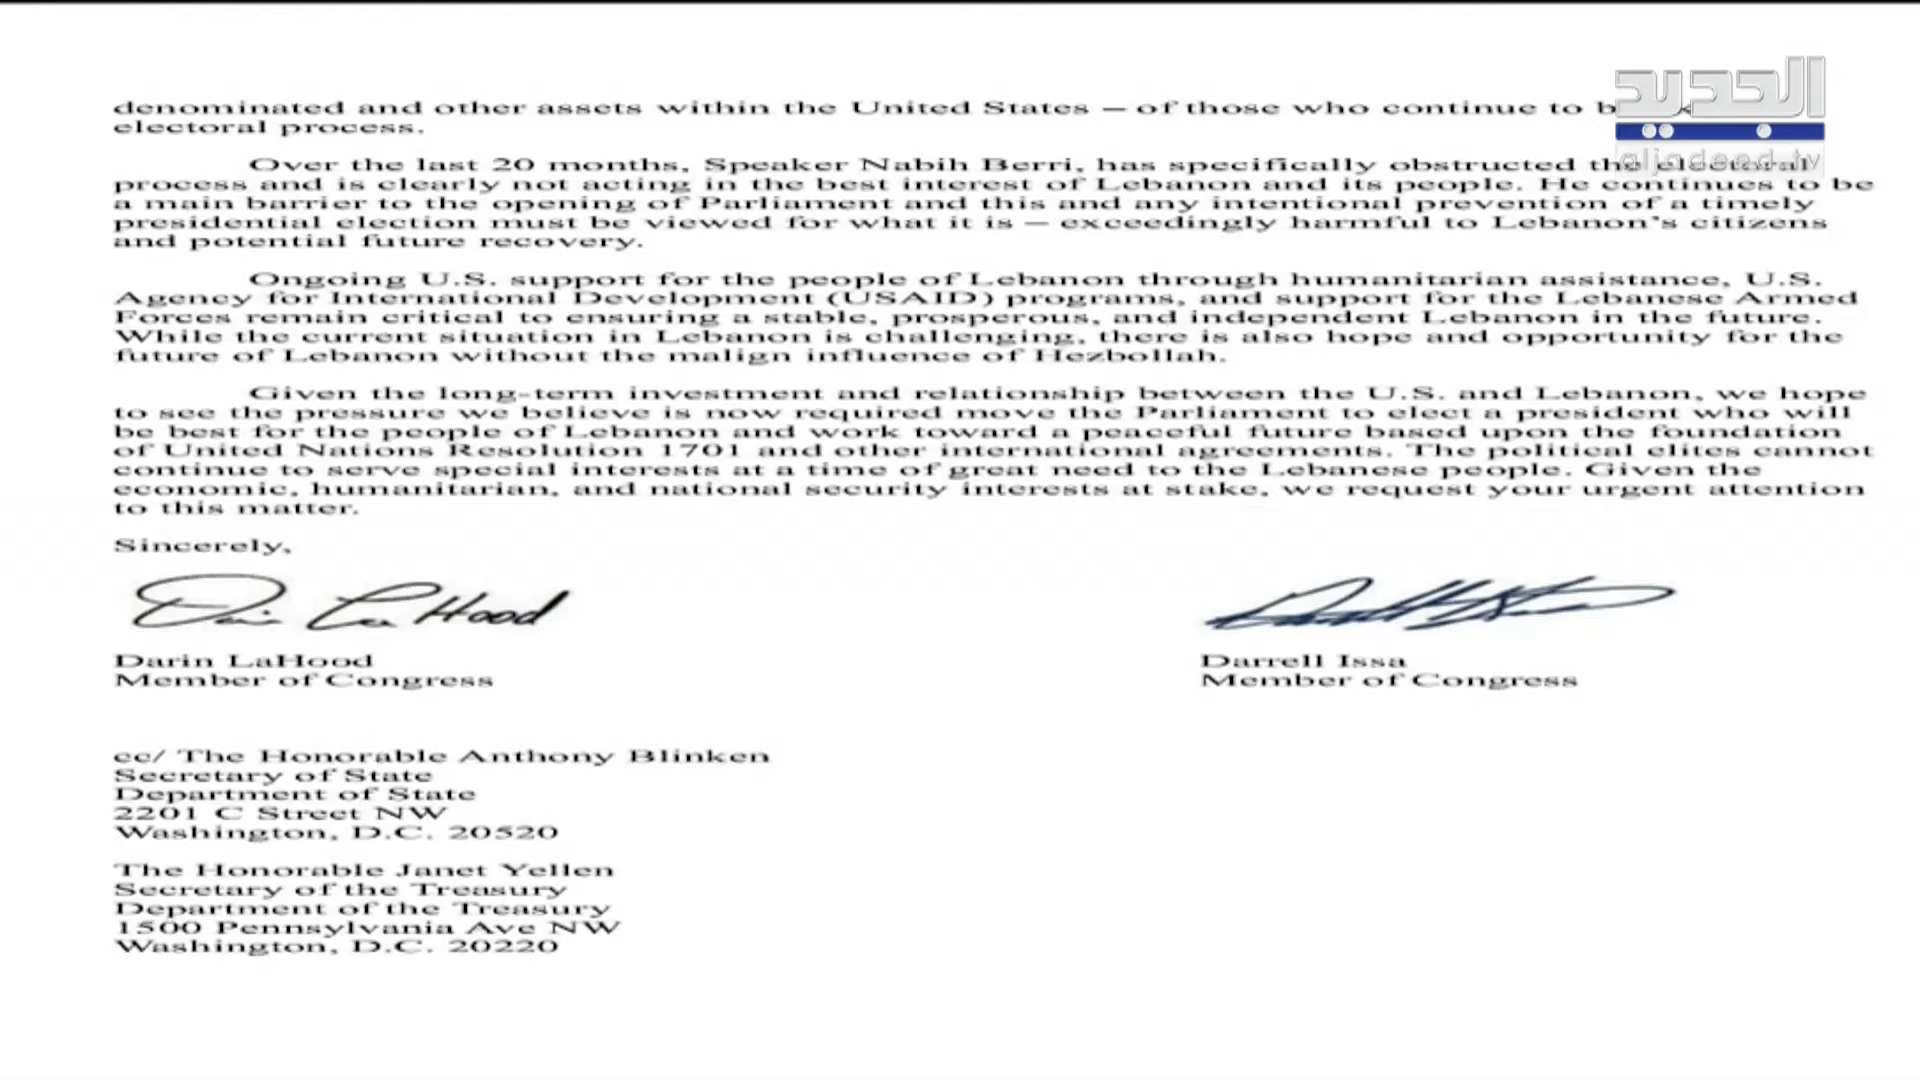 الجديد
aljadeed.tv
denominated and other assets within the United States – of those who continue to
electoral process.
Over the last 20 months, Speaker Nabih Berri, has specifically obstructed the electoral
process and is clearly not acting in the best interest of Lebanon and its people. He continues to be
a main barrier to the opening of Parliament and this and any intentional prevention of a timely
presidential election must be viewed for what it is – exceedingly harmful to Lebanon's citizens
and potential future recovery.
Ongoing U.S. support for the people of Lebanon through humanitarian assistance, U.S.
Agency for International Development (USAID) programs, and support for the Lebanese Armed
Forces remain critical to ensuring a stable, prosperous, and independent Lebanon in the future.
While the current situation in Lebanon is challenging, there is also hope and opportunity for the
future of Lebanon without the malign influence of Hezbollah.
Given the long-term investment and relationship between the U.S. and Lebanon, we hope
to see the pressure we believe is now required move the Parliament to elect a president who will
be best for the people of Lebanon and work toward a peaceful future based upon the foundation
of United Nations Resolution 1701 and other international agreements. The political elites cannot
continue to serve special interests at a time of great need to the Lebanese people. Given the
economic, humanitarian, and national security interests at stake, we request your urgent attention
to this matter.
Sincerely,
Darin LaHood
Darin LaHood
Member of Congress
Darrell Issa
Member of Congress
cc/ The Honorable Anthony Blinken
Secretary of State
Department of State
2201 C Street NW
Washington, D.C. 20520
The Honorable Janet Yellen
Secretary of the Treasury
Department of the Treasury
1500 Pennsylvania Ave NW
Washington, D.C. 20220